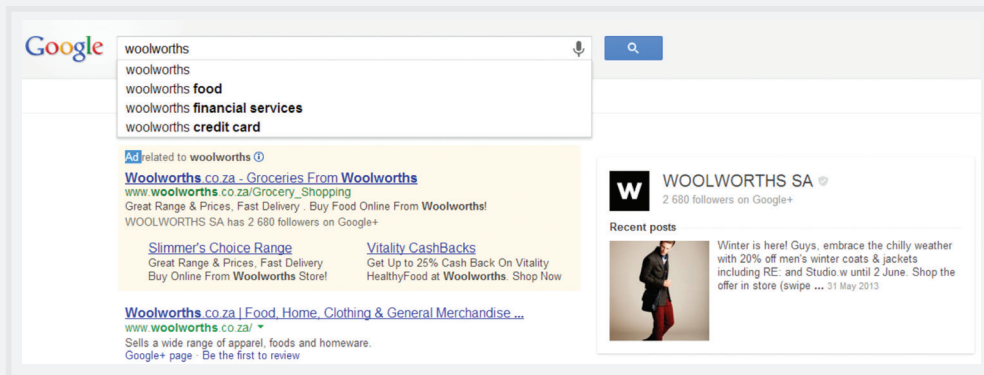 Google
woolworths
woolworths
woolworths food
woolworths financial services
woolworths credit card
Ad related to woolworths
Woolworths.co.za - Groceries From Woolworths
www.woolworths.co.za/Grocery_Shopping
Great Range & Prices, Fast Delivery . Buy Food Online From Woolworths!
WOOLWORTHS SA has 2 680 followers on Google+
Slimmer's Choice Range
Great Range & Prices, Fast Delivery
Buy Online From Woolworths Store!
Vitality CashBacks
Get Up to 25% Cash Back On Vitality
HealthyFood at Woolworths. Shop Now
Woolworths.co.za | Food, Home, Clothing & General Merchandise ...
www.woolworths.co.za/
Sells a wide range of apparel, foods and homeware.
Google+ page · Be the first to review
W
WOOLWORTHS SA
2 680 followers on Google+
Recent posts
Winter is here! Guys, embrace the chilly weather
with 20% off men's winter coats & jackets
including RE: and Studio.w until 2 June. Shop the
offer in store (swipe ... 31 May 2013